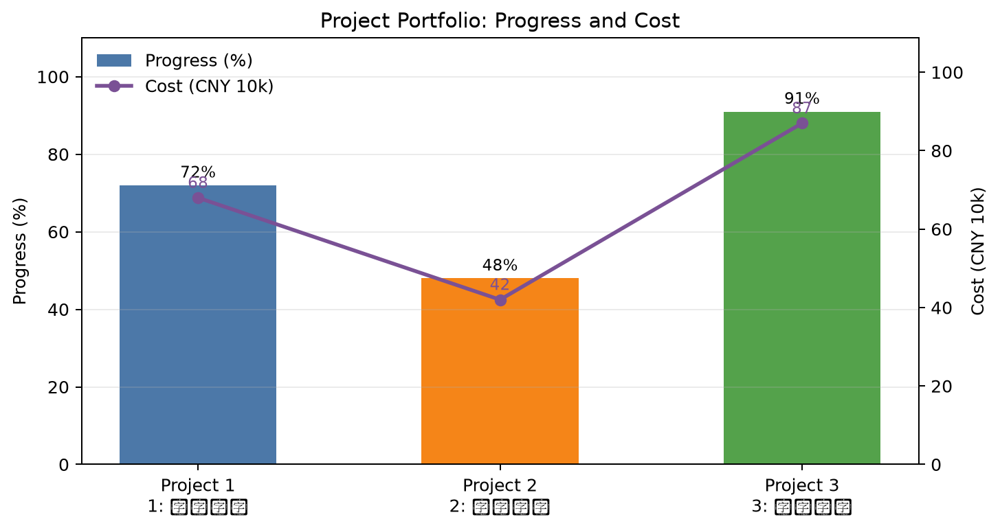 Project Portfolio: Progress and Cost
Progress (%)
Cost (CNY 10k)
100
80
60
40
20
0
Progress (%)
100
80
60
40
20
0
Cost (CNY 10k)
72%
68
48%
42
91%
87
Project 1
1:
Project 2
2:
Project 3
3: